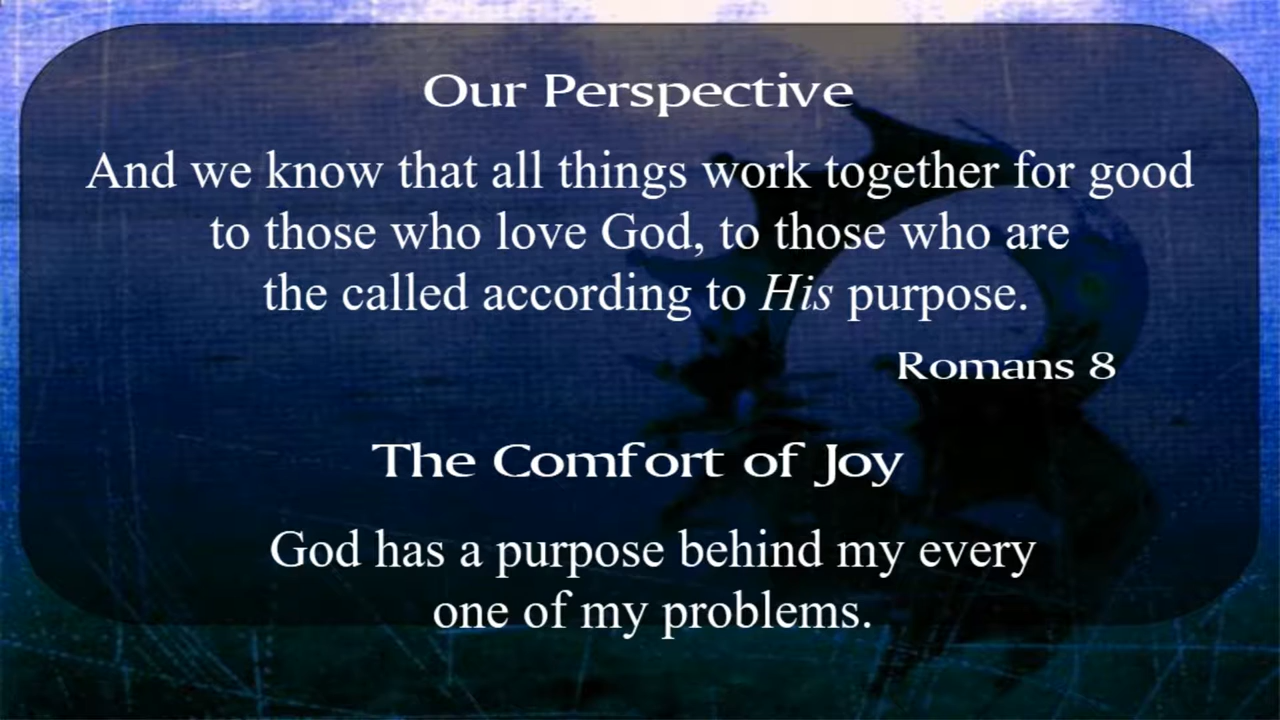 Our Perspective
And we know that all things work together for good
to those who love God, to those who are
the called according to His purpose.
Romans 8
The Comfort of Joy
God has a purpose behind my every
one of my problems.